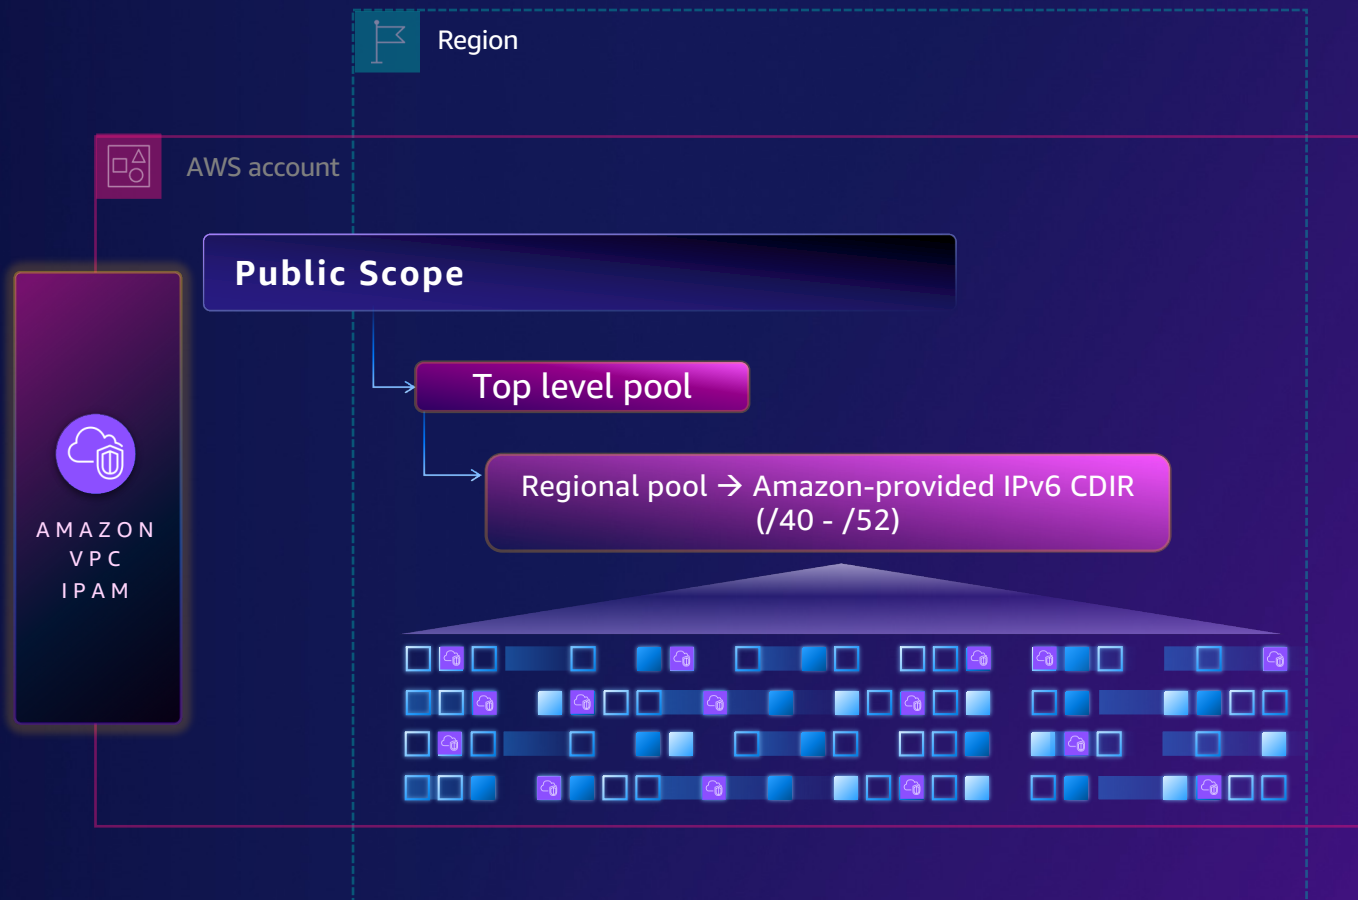 Region
AWS account
Public Scope
Top level pool
Regional pool → Amazon-provided IPv6 CDIR
(/40 - /52)
AMAZON
VPC
IPAM